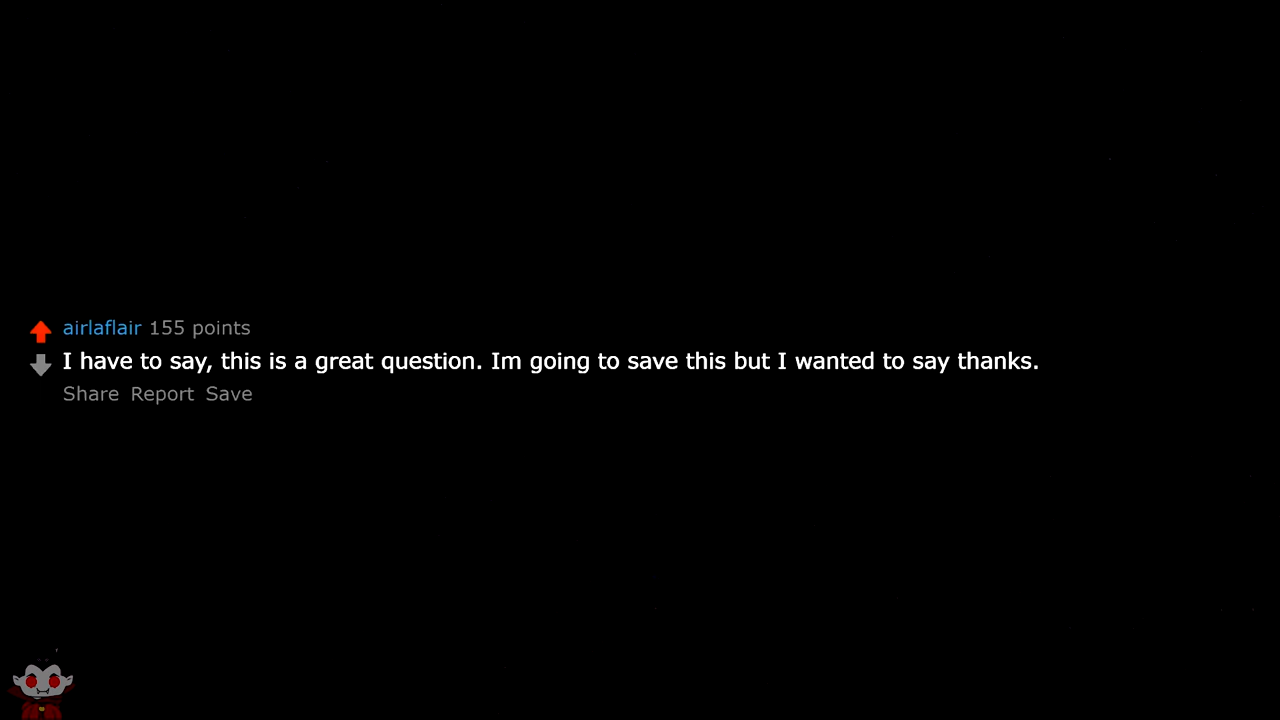 airlaflair 155 points
I have to say, this is a great question. Im going to save this but I wanted to say thanks.
Share Report Save